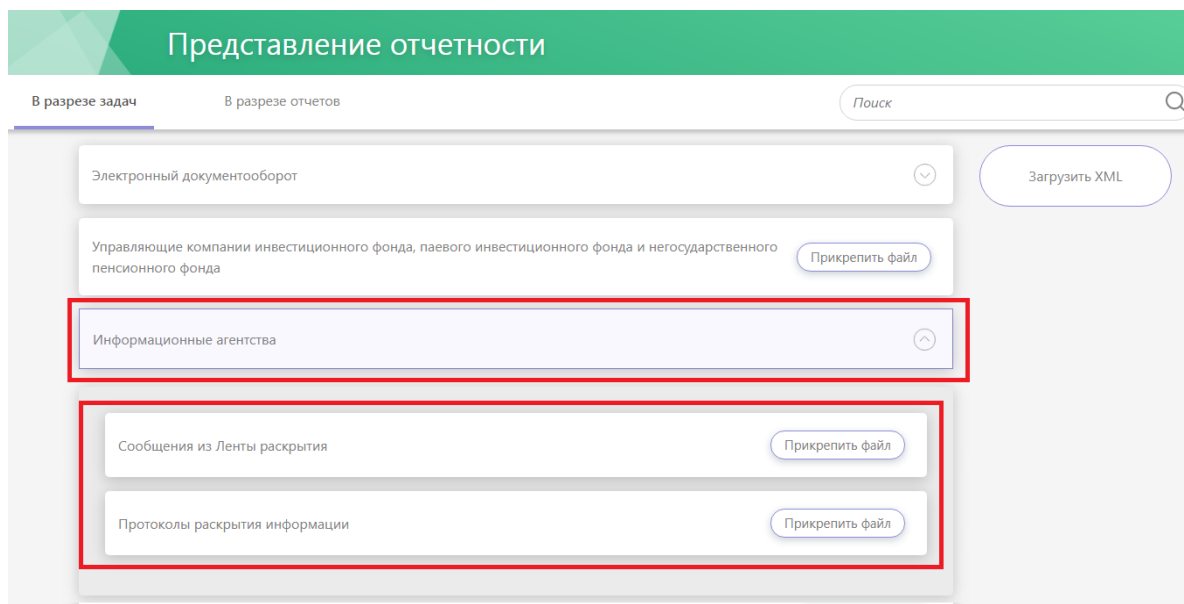 Представление отчетности
В разрезе задач
В разрезе отчетов
Поиск
Электронный документооборот
Загрузить XML
Управляющие компании инвестиционного фонда, паевого инвестиционного фонда и негосударственного
пенсионного фонда
Прикрепить файл
Информационные агентства
Сообщения из Ленты раскрытия
Прикрепить файл
Протоколы раскрытия информации
Прикрепить файл